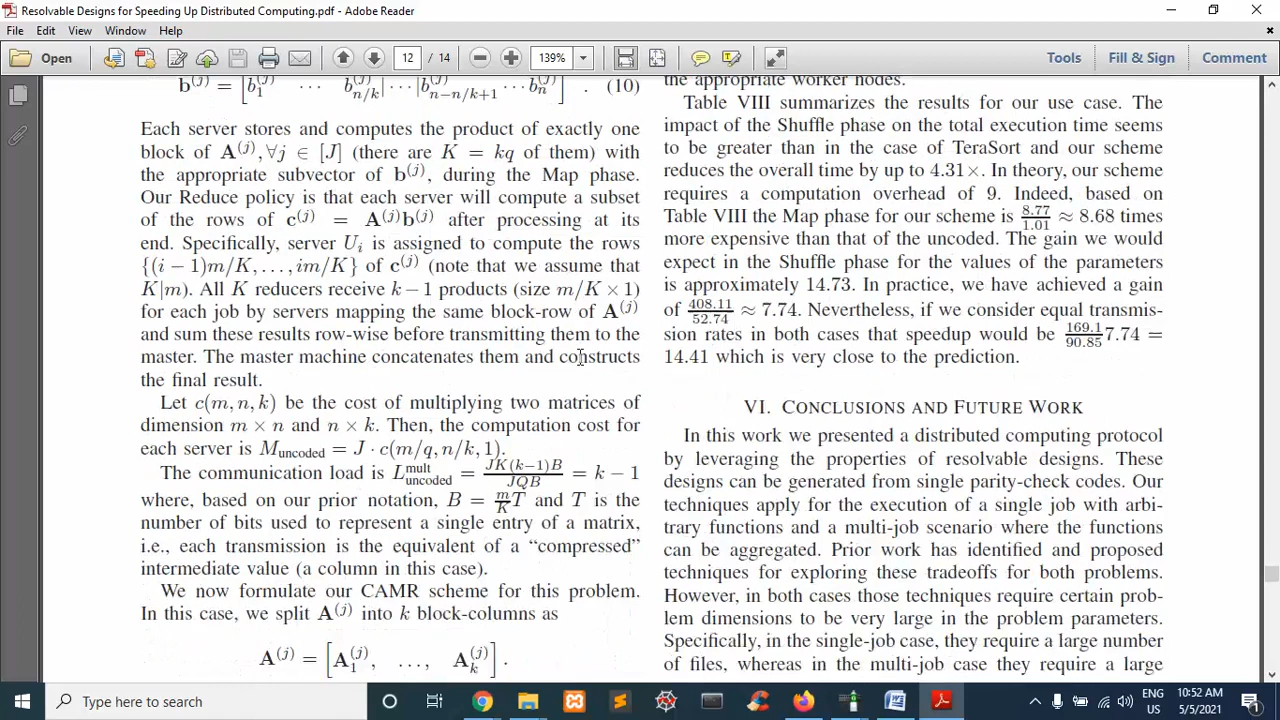 Resolvable Designs for Speeding Up Distributed Computing.pdf - Adobe Reader
File Edit View Window Help
Open 12 / 14 139% Tools Fill & Sign Comment
b^(j) = [b_1^(j) ⋯ b_{n/k}^(j)| ⋯ |b_{n−n/k+1}^(j) ⋯ b_n^(j)] . (10)
Each server stores and computes the product of exactly one
block of A^(j), ∀j ∈ [J] (there are K = kq of them) with
the appropriate subvector of b^(j), during the Map phase.
Our Reduce policy is that each server will compute a subset
of the rows of c^(j) = A^(j)b^(j) after processing at its
end. Specifically, server U_i is assigned to compute the rows
{(i − 1)m/K, . . . , im/K} of c^(j) (note that we assume that
K|m). All K reducers receive k − 1 products (size m/K × 1)
for each job by servers mapping the same block-row of A^(j)
and sum these results row-wise before transmitting them to the
master. The master machine concatenates them and constructs
the final result.
Let c(m, n, k) be the cost of multiplying two matrices of
dimension m × n and n × k. Then, the computation cost for
each server is M_uncoded = J · c(m/q, n/k, 1).
The communication load is L_uncoded^mult = JK(k−1)B/JQB = k − 1
where, based on our prior notation, B = m/K T and T is the
number of bits used to represent a single entry of a matrix,
i.e., each transmission is the equivalent of a “compressed”
intermediate value (a column in this case).
We now formulate our CAMR scheme for this problem.
In this case, we split A^(j) into k block-columns as
A^(j) = [A_1^(j), . . . , A_k^(j)] .
the appropriate worker nodes.
Table VIII summarizes the results for our use case. The
impact of the Shuffle phase on the total execution time seems
to be greater than in the case of TeraSort and our scheme
reduces the overall time by up to 4.31×. In theory, our scheme
requires a computation overhead of 9. Indeed, based on
Table VIII the Map phase for our scheme is 8.77/1.01 ≈ 8.68 times
more expensive than that of the uncoded. The gain we would
expect in the Shuffle phase for the values of the parameters
is approximately 14.73. In practice, we have achieved a gain
of 408.11/52.74 ≈ 7.74. Nevertheless, if we consider equal transmis-
sion rates in both cases that speedup would be 169.1/90.85 7.74 =
14.41 which is very close to the prediction.
VI. CONCLUSIONS AND FUTURE WORK
In this work we presented a distributed computing protocol
by leveraging the properties of resolvable designs. These
designs can be generated from single parity-check codes. Our
techniques apply for the execution of a single job with arbi-
trary functions and a multi-job scenario where the functions
can be aggregated. Prior work has identified and proposed
techniques for exploring these tradeoffs for both problems.
However, in both cases those techniques require certain prob-
lem dimensions to be very large in the problem parameters.
Specifically, in the single-job case, they require a large number
of files, whereas in the multi-job case they require a large
Type here to search
ENG
US
10:52 AM
5/5/2021
1